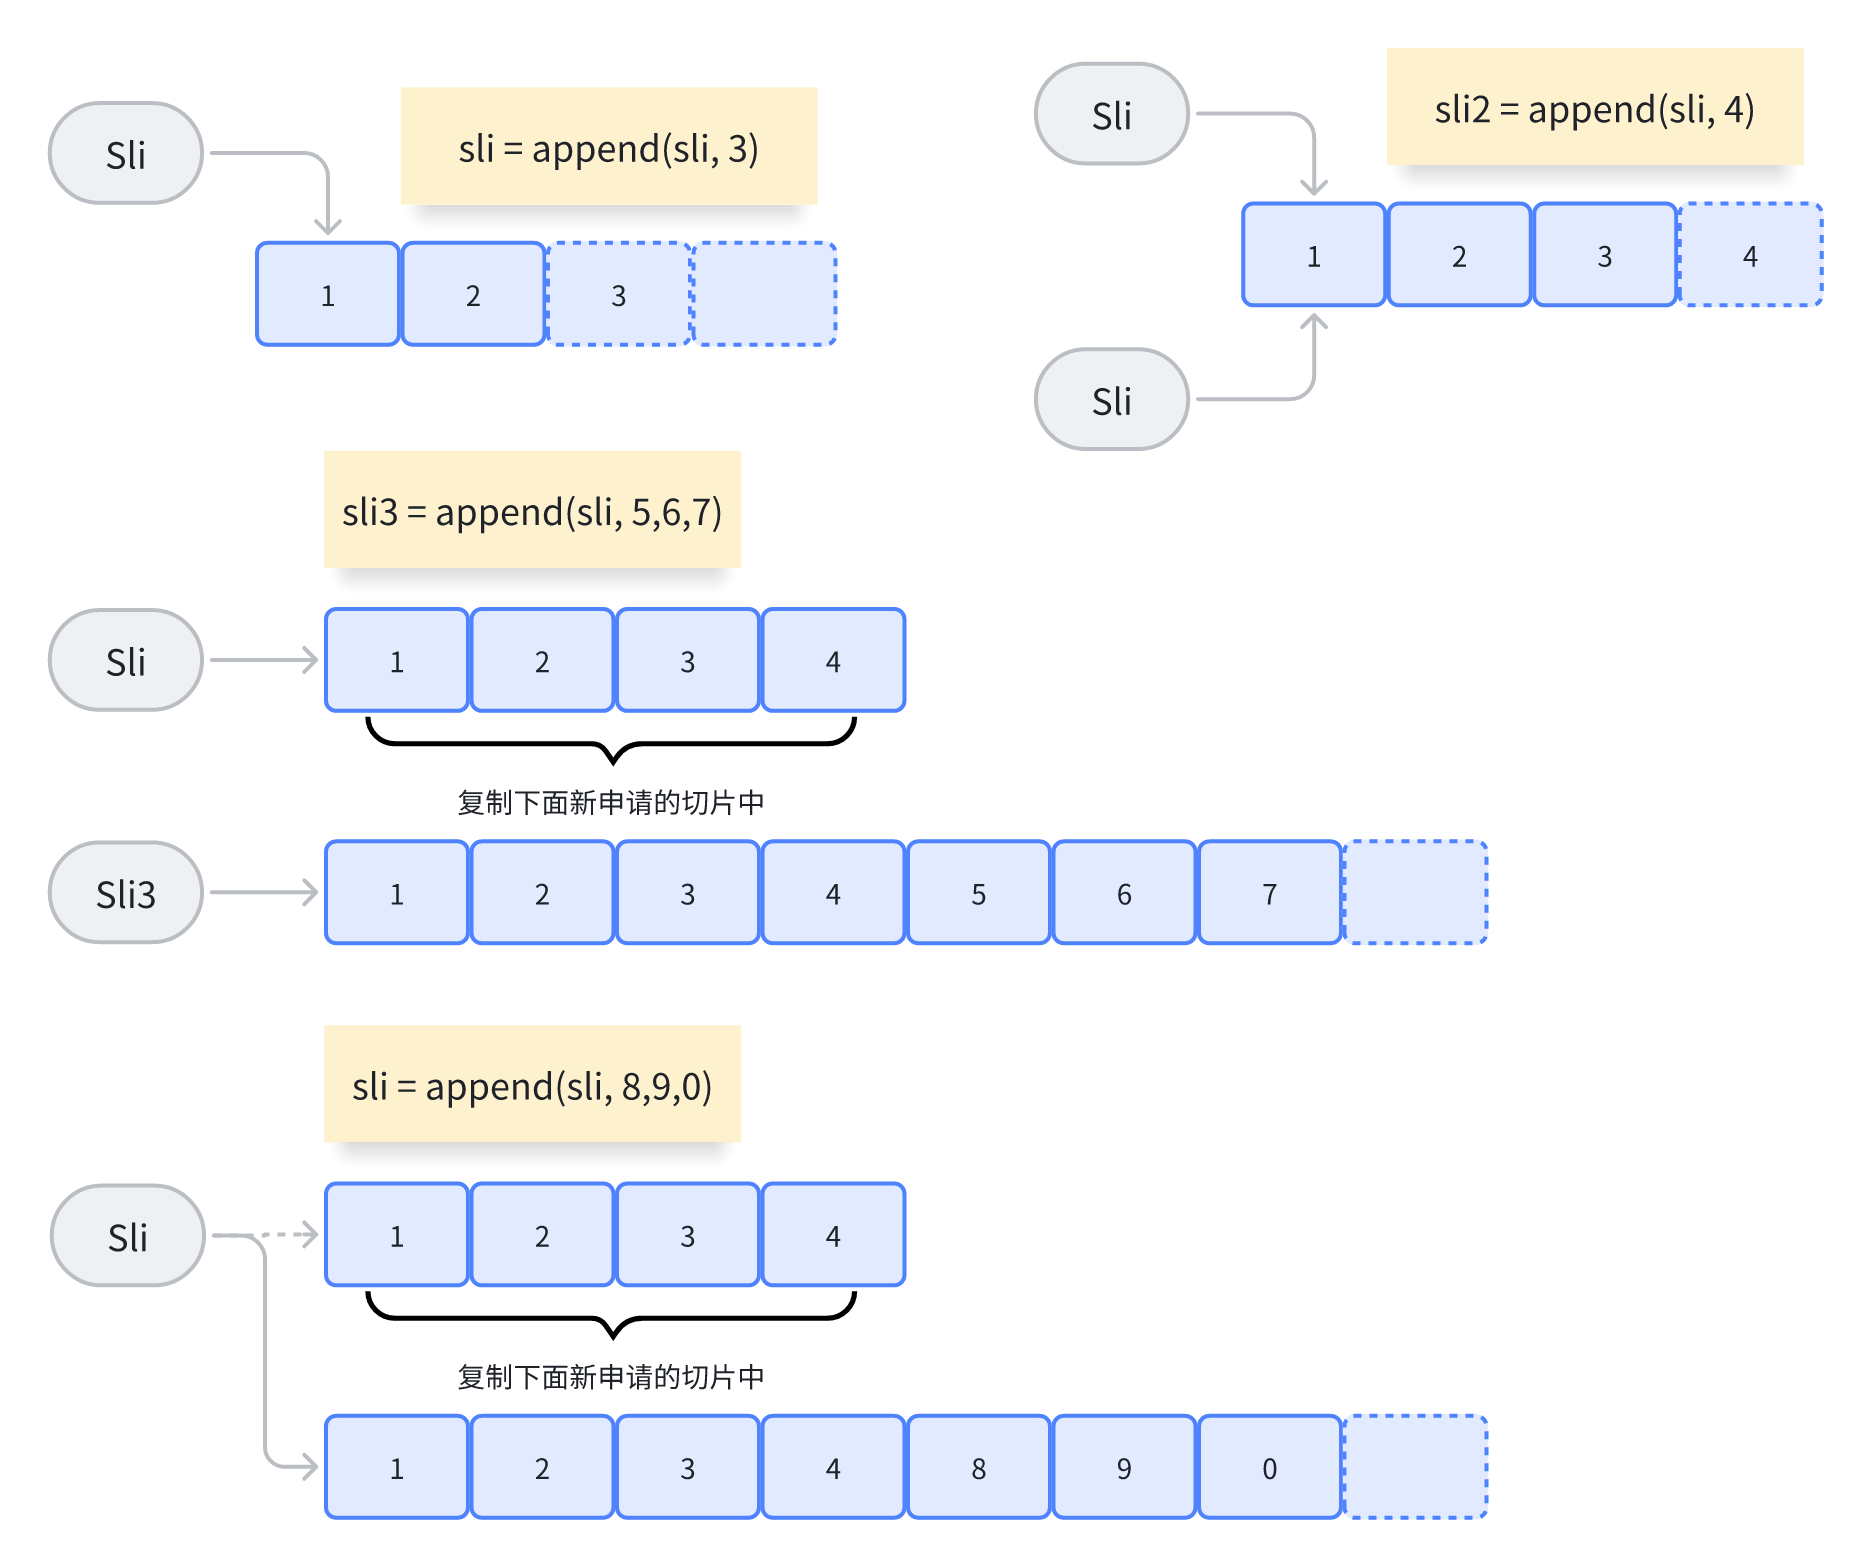 Sli
sli = append(sli, 3)
1 2 3
Sli
sli2 = append(sli, 4)
1 2 3 4
Sli
sli3 = append(sli, 5,6,7)
Sli
1 2 3 4
复制下面新申请的切片中
Sli3
1 2 3 4 5 6 7
sli = append(sli, 8,9,0)
Sli
1 2 3 4
复制下面新申请的切片中
1 2 3 4 8 9 0